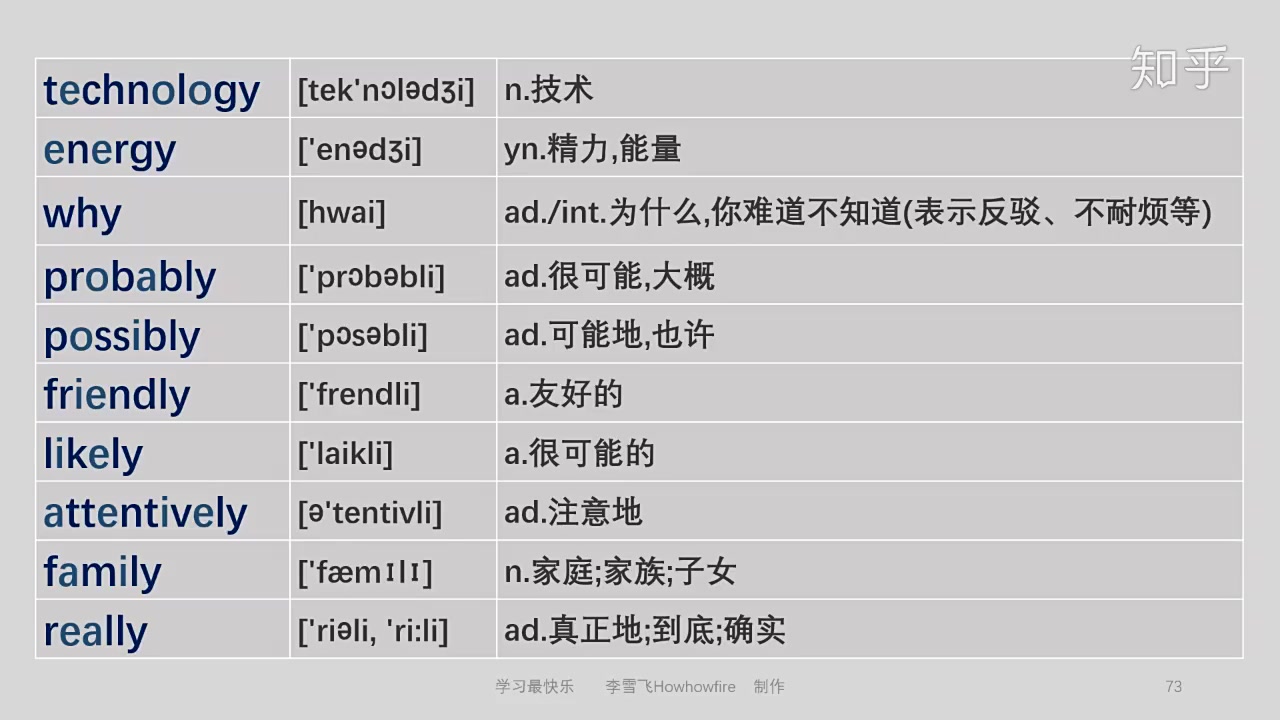 知乎
technology [tek'nɔlədʒi] n.技术
energy ['enədʒi] yn.精力,能量
why [hwai] ad./int.为什么,你难道不知道(表示反驳、不耐烦等)
probably ['prɔbəbli] ad.很可能,大概
possibly ['pɔsəbli] ad.可能地,也许
friendly ['frendli] a.友好的
likely ['laikli] a.很可能的
attentively [ə'tentivli] ad.注意地
family ['fæmɪlɪ] n.家庭;家族;子女
really ['riəli, 'ri:li] ad.真正地;到底;确实
学习最快乐 李雪飞Howhowfire 制作 73